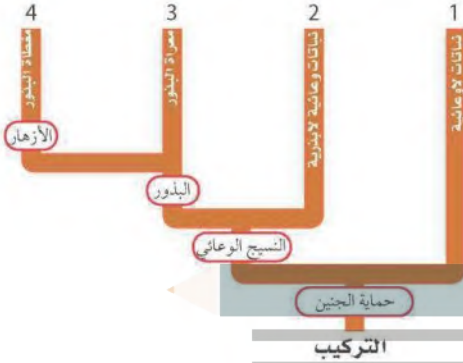 4 3 2 1
مغطاة البذور
معراة البذور
نباتات وعائية لابذرية
نباتات لاوعائية
الأزهار
البذور
النسيج الوعائي
حماية الجنين
التركيب